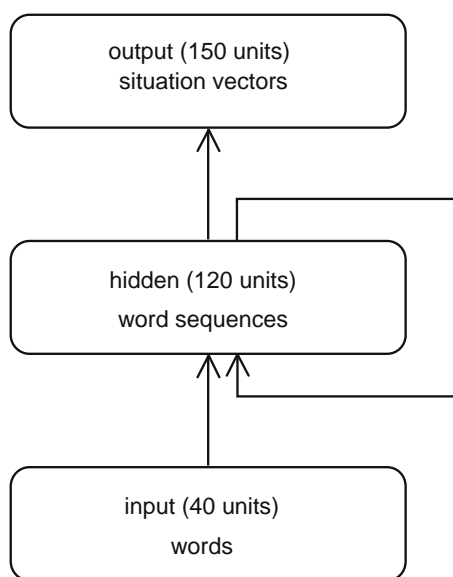 output (150 units)
situation vectors
hidden (120 units)
word sequences
input (40 units)
words